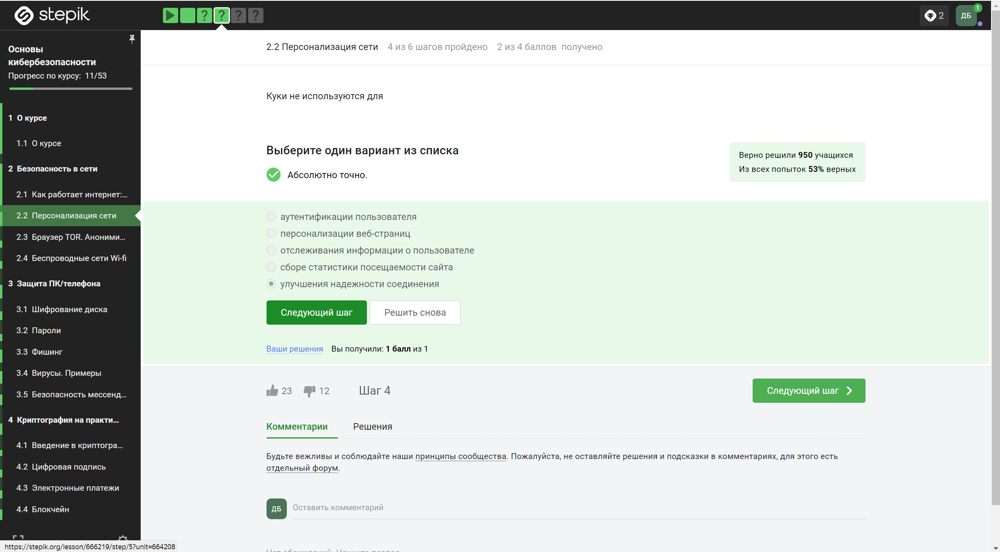 stepik
? ? ? ?
2
ДБ
1
Основы
кибербезопасности
Прогресс по курсу: 11/53
1 О курсе
1.1 О курсе
2 Безопасность в сети
2.1 Как работает интернет:...
2.2 Персонализация сети
2.3 Браузер TOR. Аноними...
2.4 Беспроводные сети Wi-fi
3 Защита ПК/телефона
3.1 Шифрование диска
3.2 Пароли
3.3 Фишинг
3.4 Вирусы. Примеры
3.5 Безопасность мессенд...
4 Криптография на практи...
4.1 Введение в криптогра...
4.2 Цифровая подпись
4.3 Электронные платежи
4.4 Блокчейн
https://stepik.org/lesson/666219/step/5?unit=664208
2.2 Персонализация сети 4 из 6 шагов пройдено 2 из 4 баллов получено
Куки не используются для
Выберите один вариант из списка
Абсолютно точно.
Верно решили 950 учащихся
Из всех попыток 53% верных
аутентификации пользователя
персонализации веб-страниц
отслеживания информации о пользователе
сборе статистики посещаемости сайта
улучшения надежности соединения
Следующий шаг Решить снова
Ваши решения Вы получили: 1 балл из 1
23 12 Шаг 4 Следующий шаг
Комментарии Решения
Будьте вежливы и соблюдайте наши принципы сообщества. Пожалуйста, не оставляйте решения и подсказки в комментариях, для этого есть
отдельный форум.
ДБ Оставить комментарий